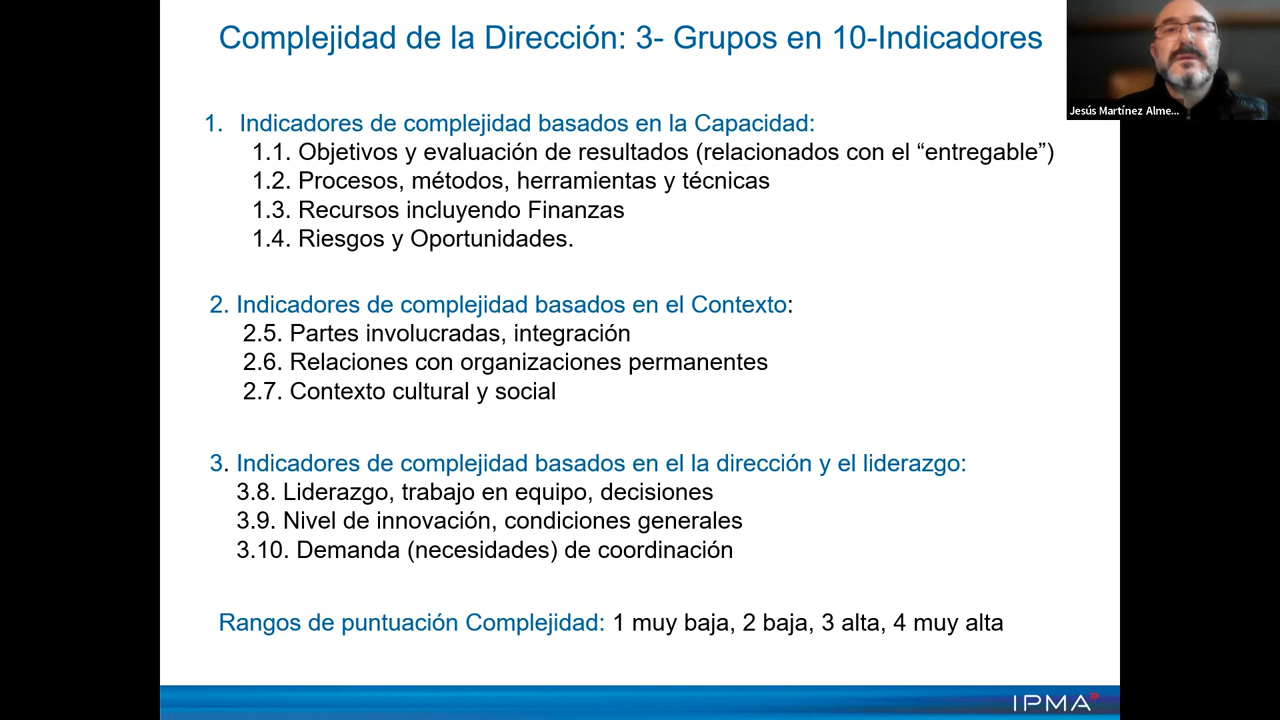 Complejidad de la Dirección: 3- Grupos en 10-Indicadores
Jesús Martínez Alme...
1. Indicadores de complejidad basados en la Capacidad:
1.1. Objetivos y evaluación de resultados (relacionados con el “entregable”)
1.2. Procesos, métodos, herramientas y técnicas
1.3. Recursos incluyendo Finanzas
1.4. Riesgos y Oportunidades.
2. Indicadores de complejidad basados en el Contexto:
2.5. Partes involucradas, integración
2.6. Relaciones con organizaciones permanentes
2.7. Contexto cultural y social
3. Indicadores de complejidad basados en el la dirección y el liderazgo:
3.8. Liderazgo, trabajo en equipo, decisiones
3.9. Nivel de innovación, condiciones generales
3.10. Demanda (necesidades) de coordinación
Rangos de puntuación Complejidad: 1 muy baja, 2 baja, 3 alta, 4 muy alta
IPMA